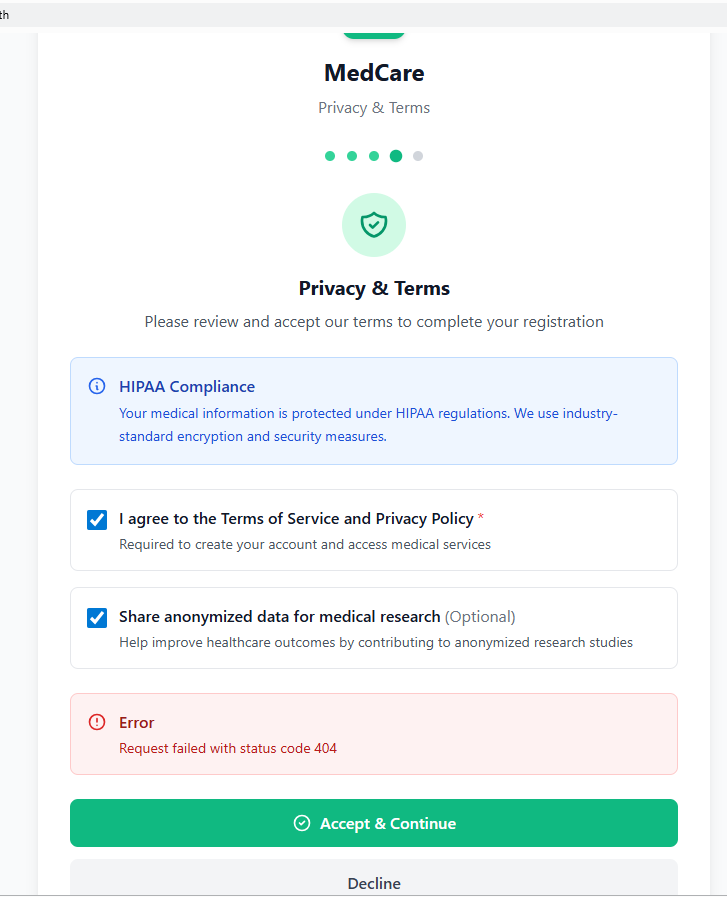 th
MedCare
Privacy & Terms
Privacy & Terms
Please review and accept our terms to complete your registration
HIPAA Compliance
Your medical information is protected under HIPAA regulations. We use industry-
standard encryption and security measures.
I agree to the Terms of Service and Privacy Policy *
Required to create your account and access medical services
Share anonymized data for medical research (Optional)
Help improve healthcare outcomes by contributing to anonymized research studies
Error
Request failed with status code 404
Accept & Continue
Decline